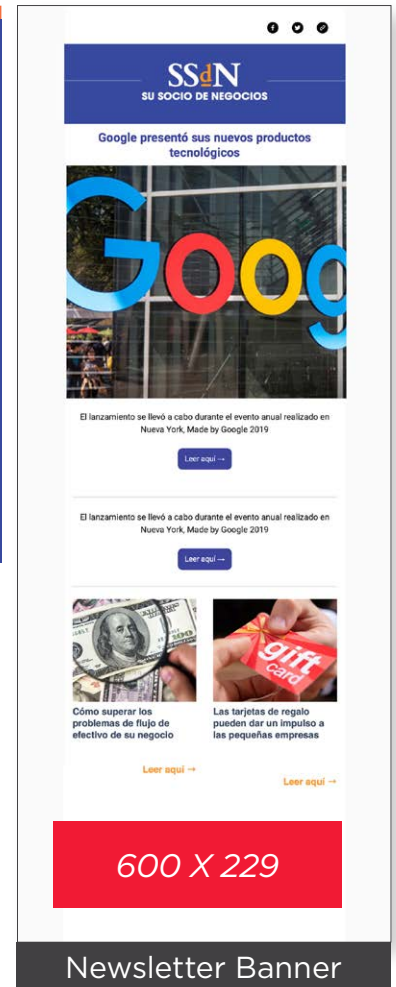 SSdN
SU SOCIO DE NEGOCIOS
Google presentó sus nuevos productos
tecnológicos
Goog
El lanzamiento se llevó a cabo durante el evento anual realizado en
Nueva York, Made by Google 2019
Leer aquí →
El lanzamiento se llevó a cabo durante el evento anual realizado en
Nueva York, Made by Google 2019
Leer aquí →
100
gift
card
Cómo superar los
problemas de flujo de
efectivo de su negocio
Las tarjetas de regalo
pueden dar un impulso a
las pequeñas empresas
Leer aquí →
Leer aquí →
600 X 229
Newsletter Banner